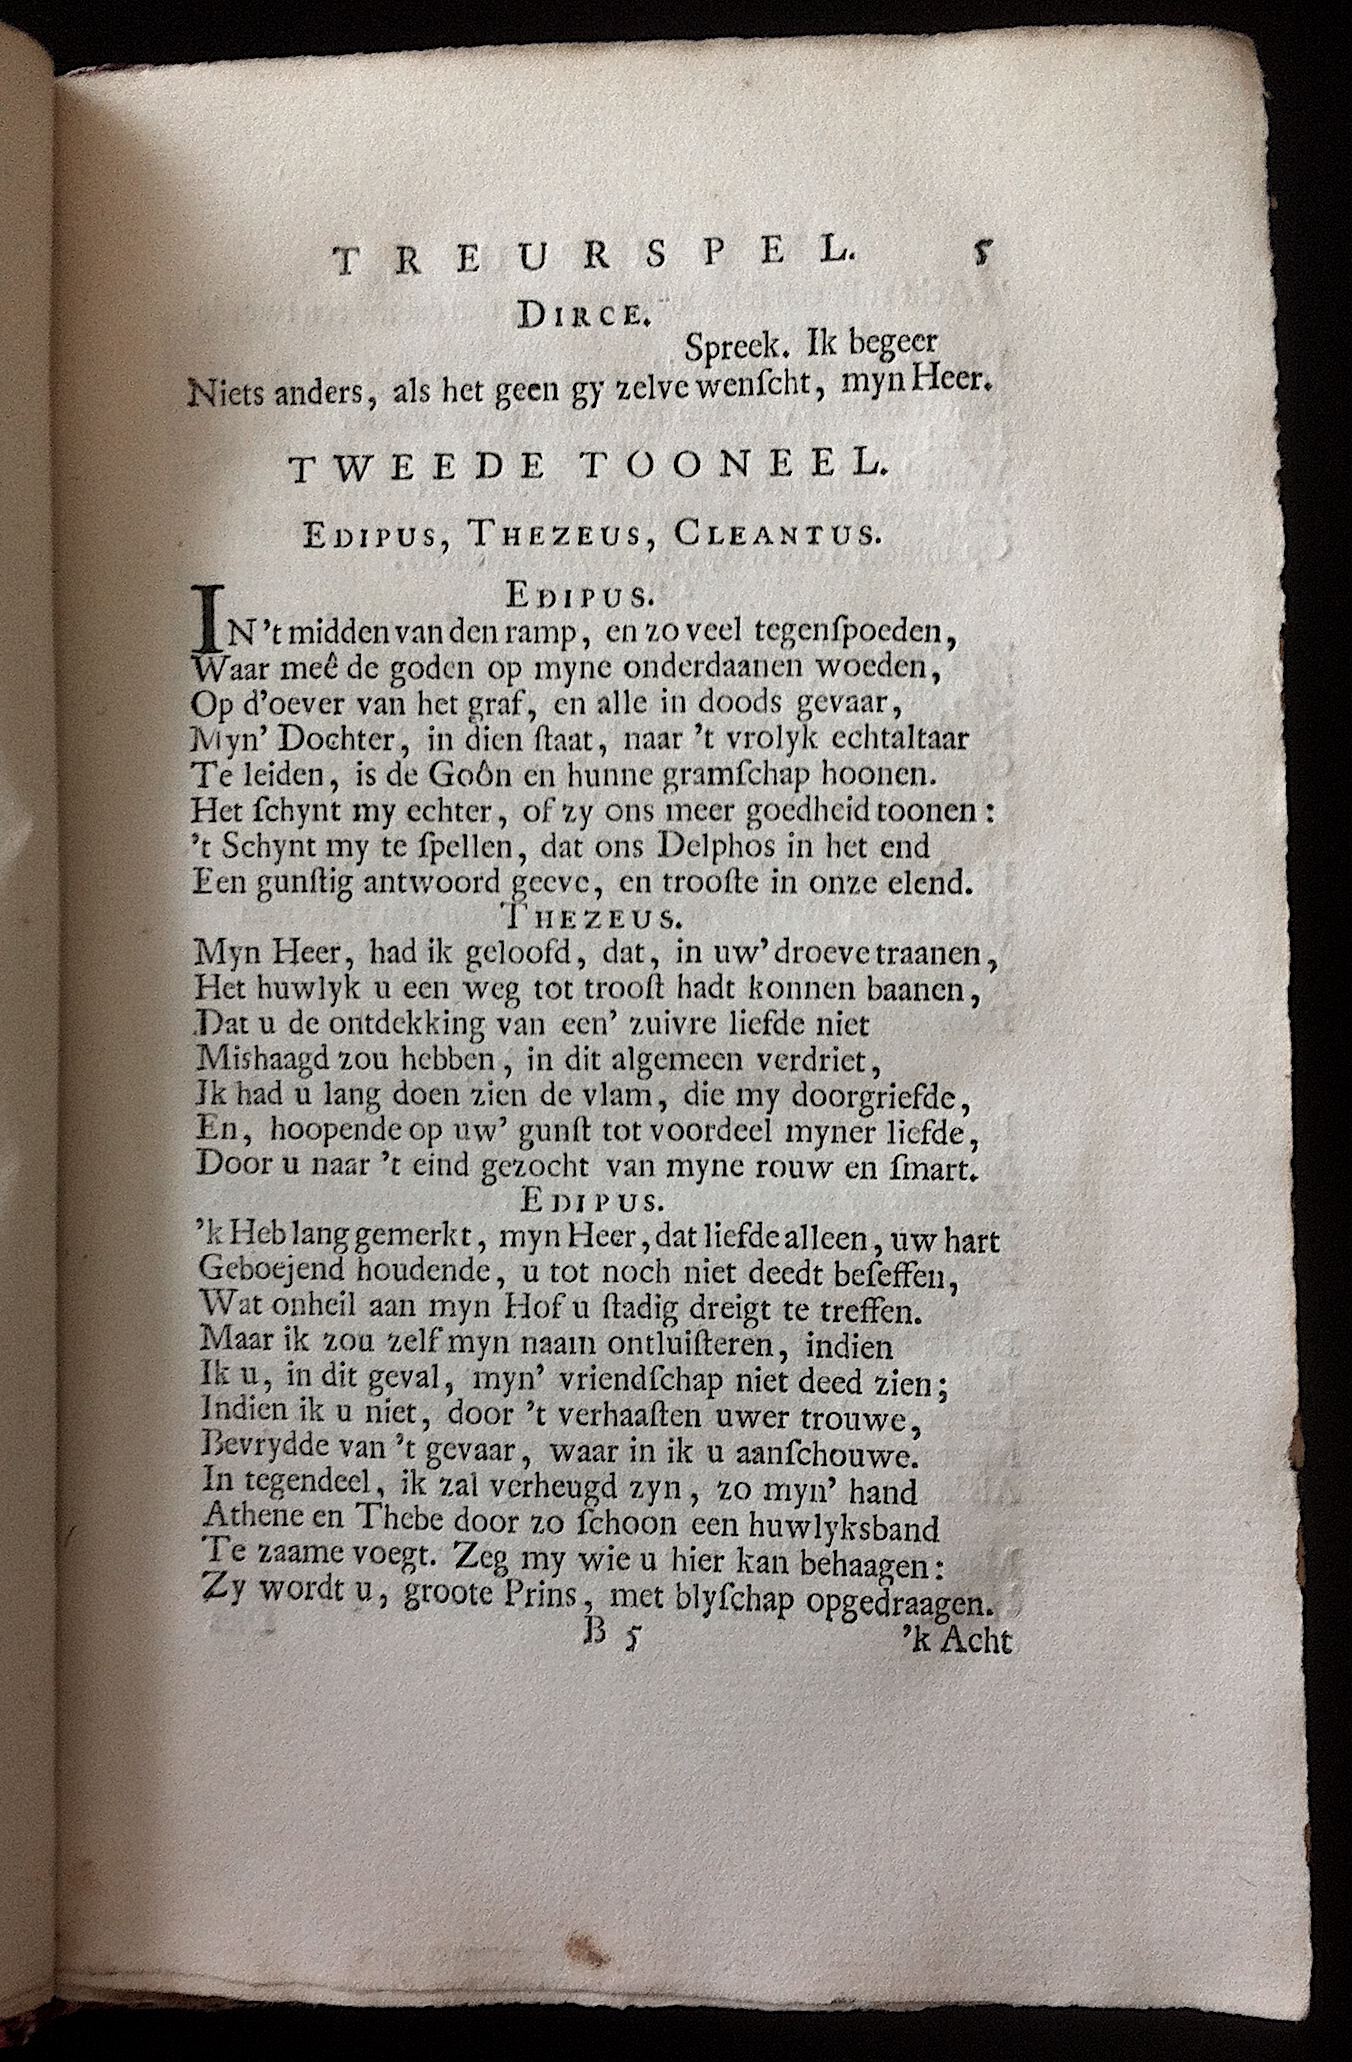 TREURSPEL. 5
DIRCE.
Spreek. Ik begeer
Niets anders, als het geen gy zelve wenſcht, myn Heer.
TWEEDE TOONEEL.
EDIPUS, THEZEUS, CLEANTUS.
EDIPUS.
IN 't midden van den ramp, en zo veel tegenſpoeden,
Waar meê de goden op myne onderdaanen woeden,
Op d'oever van het graf, en alle in doods gevaar,
Myn' Dochter, in dien ſtaat, naar 't vrolyk echtaltaar
Te leiden, is de Goôn en hunne gramſchap hoonen.
Het ſchynt my echter, of zy ons meer goedheid toonen:
't Schynt my te ſpellen, dat ons Delphos in het end
Een gunſtig antwoord geeve, en trooſte in onze elend.
THEZEUS.
Myn Heer, had ik geloofd, dat, in uw' droeve traanen,
Het huwlyk u een weg tot trooſt hadt konnen baanen,
Dat u de ontdekking van een' zuivre liefde niet
Mishaagd zou hebben, in dit algemeen verdriet,
Ik had u lang doen zien de vlam, die my doorgriefde,
En, hoopende op uw' gunſt tot voordeel myner liefde,
Door u naar 't eind gezocht van myne rouw en ſmart.
EDIPUS.
'k Heb lang gemerkt, myn Heer, dat liefde alleen, uw hart
Geboejend houdende, u tot noch niet deedt beſeffen,
Wat onheil aan myn Hof u ſtadig dreigt te treffen.
Maar ik zou zelf myn naam ontluiſteren, indien
Ik u, in dit geval, myn' vriendſchap niet deed zien;
Indien ik u niet, door 't verhaaſten uwer trouwe,
Bevrydde van 't gevaar, waar in ik u aanſchouwe.
In tegendeel, ik zal verheugd zyn, zo myn' hand
Athene en Thebe door zo ſchoon een huwlyksband
Te zaame voegt. Zeg my wie u hier kan behaagen:
Zy wordt u, groote Prins, met blyſchap opgedraagen.
B 5 'k Acht